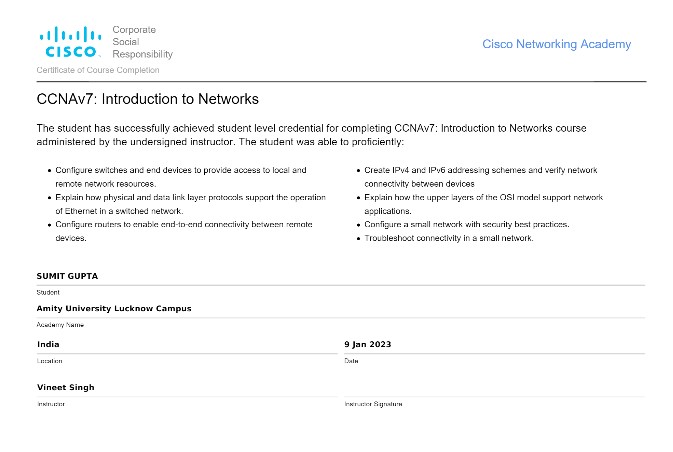 CISCO
Corporate
Social
Responsibility
Cisco Networking Academy
Certificate of Course Completion
CCNAv7: Introduction to Networks
The student has successfully achieved student level credential for completing CCNAv7: Introduction to Networks course
administered by the undersigned instructor. The student was able to proficiently:
• Configure switches and end devices to provide access to local and
remote network resources.
• Explain how physical and data link layer protocols support the operation
of Ethernet in a switched network.
• Configure routers to enable end-to-end connectivity between remote
devices.
• Create IPv4 and IPv6 addressing schemes and verify network
connectivity between devices
• Explain how the upper layers of the OSI model support network
applications.
• Configure a small network with security best practices.
• Troubleshoot connectivity in a small network.
SUMIT GUPTA
Student
Amity University Lucknow Campus
Academy Name
India
Location
9 Jan 2023
Date
Vineet Singh
Instructor
Instructor Signature